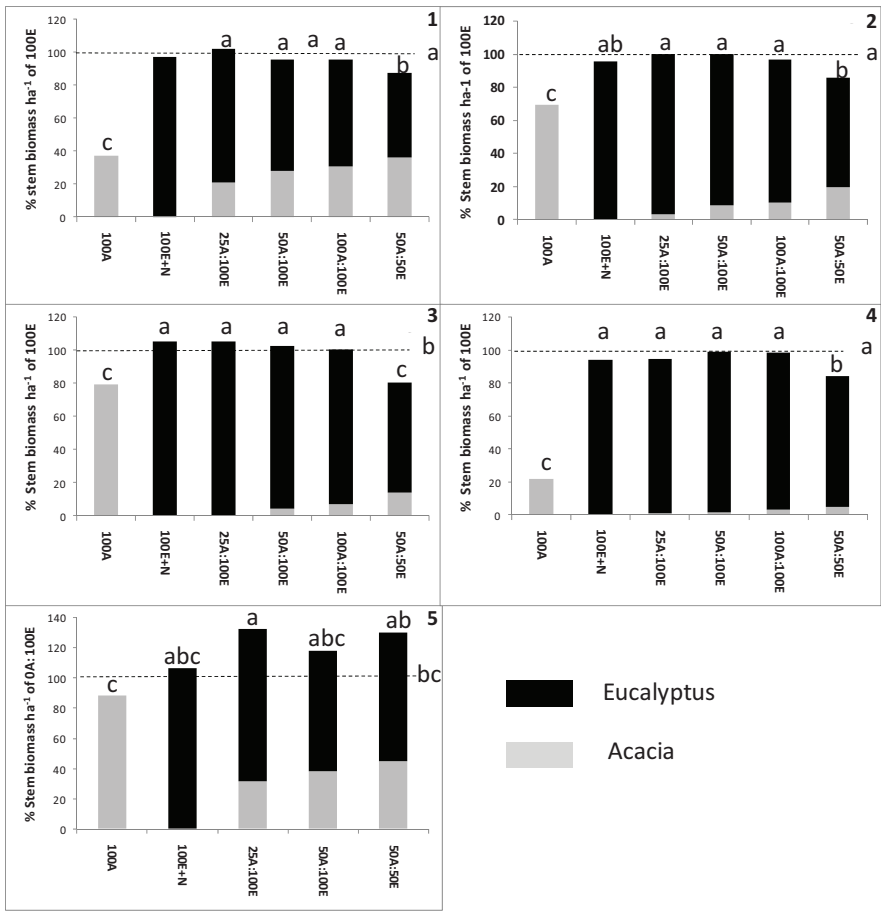 1
% stem biomass ha⁻¹ of 100E
120
100
80
60
40
20
0
c
a
a
a
a
b
a
100A
100E+N
25A:100E
50A:100E
100A:100E
50A:50E
2
% Stem biomass ha-1 of 100E
120
100
80
60
40
20
0
c
ab
a
a
a
b
a
100A
100E+N
25A:100E
50A:100E
100A:100E
50A:50E
3
% Stem biomass ha⁻¹ of 100E
120
100
80
60
40
20
0
c
a
a
a
a
c
b
100A
100E+N
25A:100E
50A:100E
100A:100E
50A:50E
4
% Stem biomass ha⁻¹ of 100E
120
100
80
60
40
20
0
c
a
a
a
a
b
a
100A
100E+N
25A:100E
50A:100E
100A:100E
50A:50E
5
% Stem biomass ha⁻¹ of 0A:100E
140
120
100
80
60
40
20
0
c
abc
a
abc
ab
bc
100A
100E+N
25A:100E
50A:100E
50A:50E
Eucalyptus
Acacia